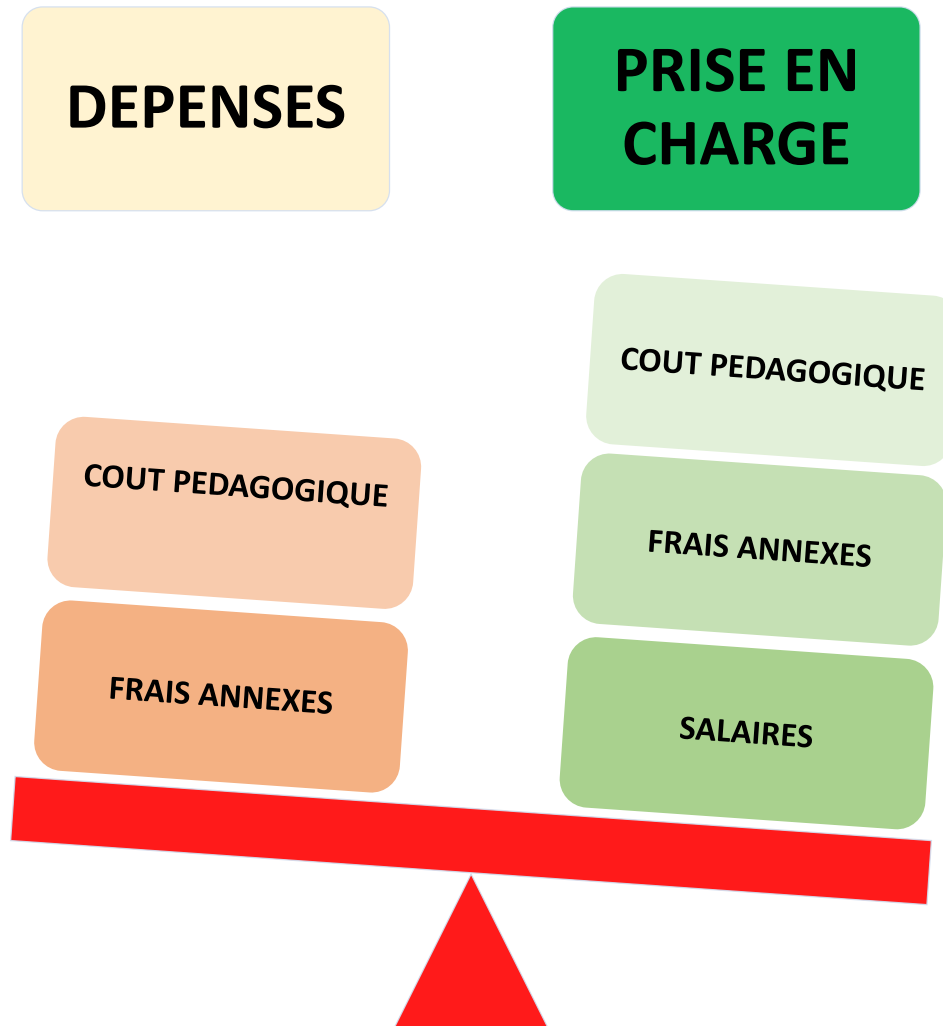 DEPENSES
PRISE EN
CHARGE
COUT PEDAGOGIQUE
FRAIS ANNEXES
COUT PEDAGOGIQUE
FRAIS ANNEXES
SALAIRES